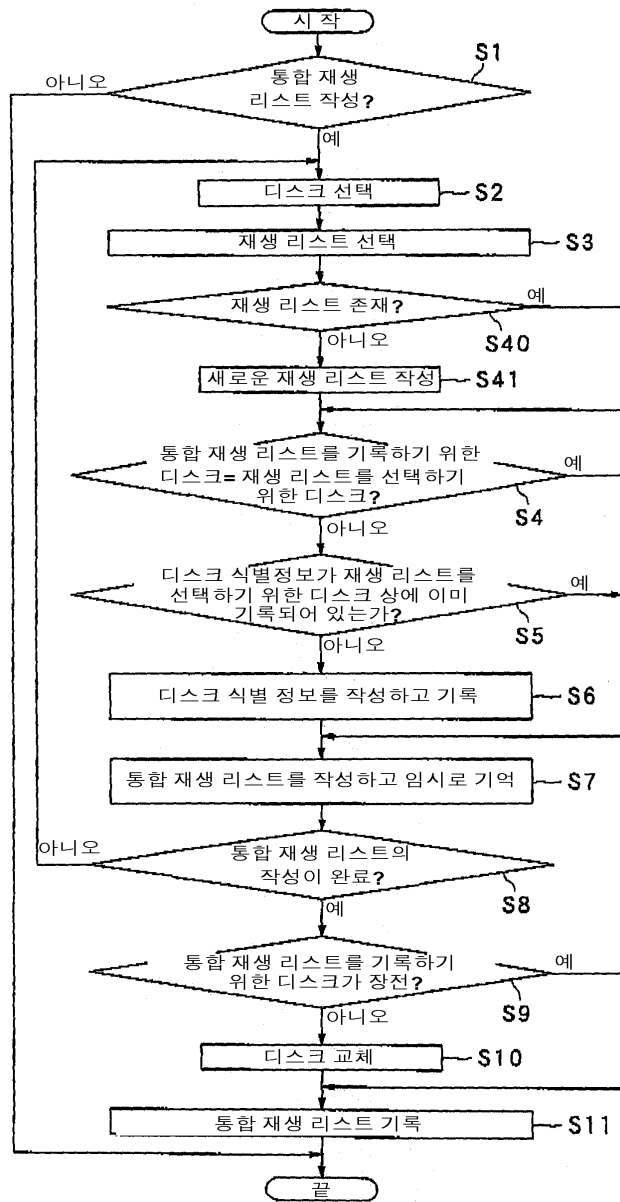 시 작
S1
아니오
통합 재생
리스트 작성?
예
디스크 선택
S2
재생 리스트 선택
S3
재생 리스트 존재?
예
S40
아니오
새로운 재생 리스트 작성
S41
통합 재생 리스트를 기록하기 위한
디스크= 재생 리스트를 선택하기
위한 디스크?
예
S4
아니오
디스크 식별정보가 재생 리스트를
선택하기 위한 디스크 상에 이미
기록되어 있는가?
예
S5
아니오
디스크 식별 정보를 작성하고 기록
S6
통합 재생 리스트를 작성하고 임시로 기억
S7
아니오
통합 재생 리스트의
작성이 완료?
S8
예
통합 재생 리스트를 기록하기
위한 디스크가 장전?
예
S9
아니오
디스크 교체
S10
통합 재생 리스트 기록
S11
끝